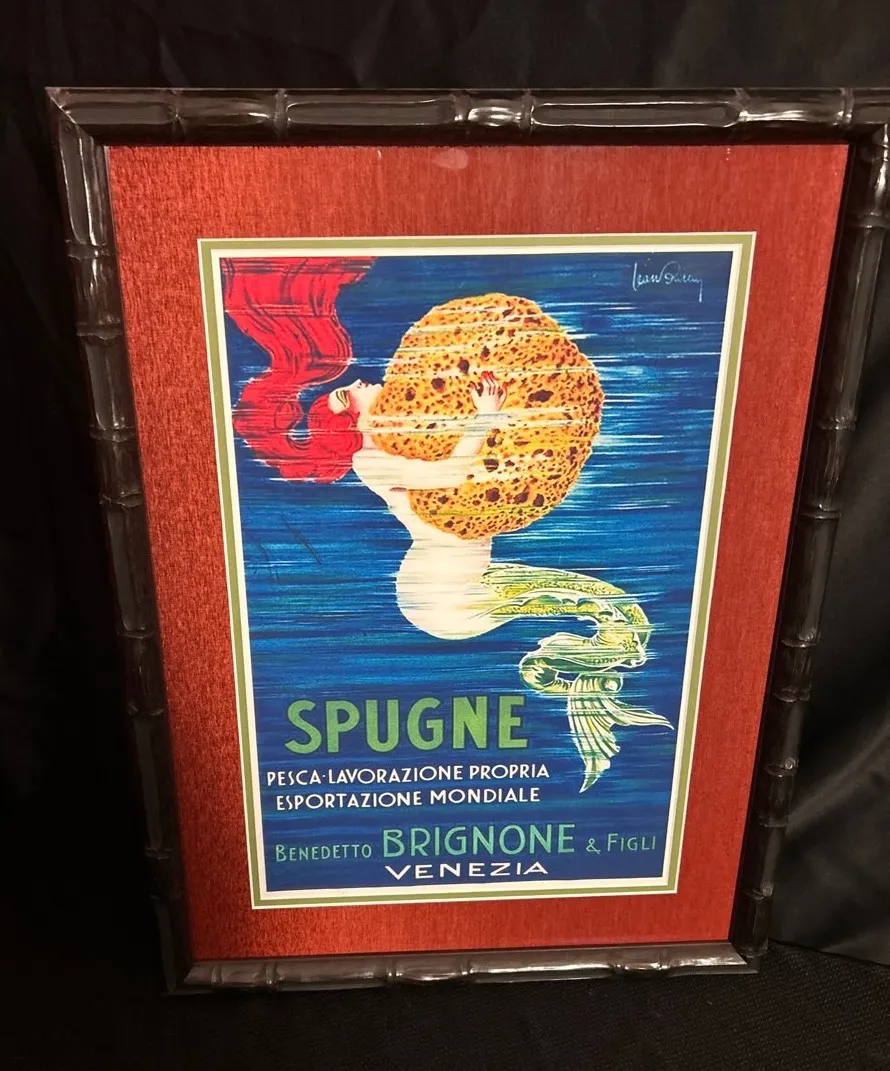 SPUGNE
PESCA-LAVORAZIONE PROPRIA
ESPORTAZIONE MONDIALE
BENEDETTO BRIGNONE & FIGLI
VENEZIA